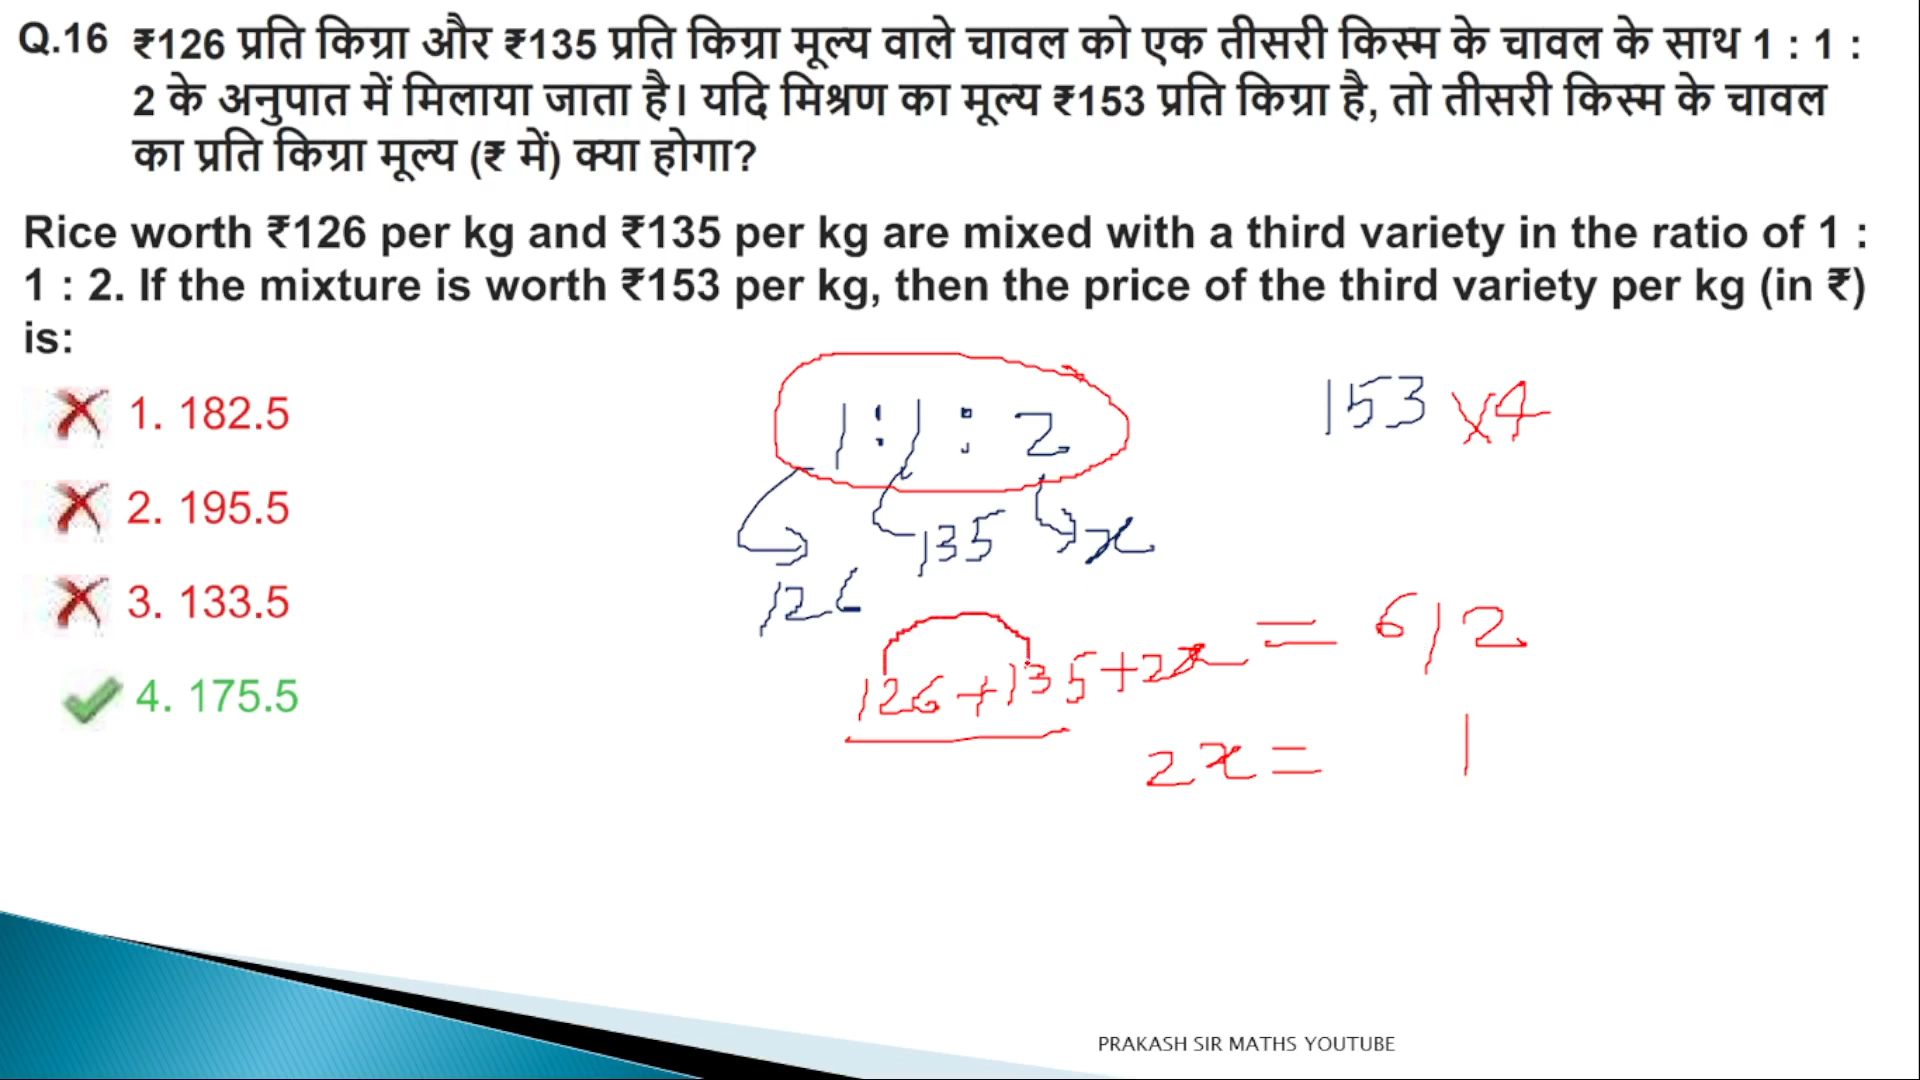 Q.16 ₹126 प्रति किग्रा और ₹135 प्रति किग्रा मूल्य वाले चावल को एक तीसरी किस्म के चावल के साथ 1 : 1 :
2 के अनुपात में मिलाया जाता है। यदि मिश्रण का मूल्य ₹153 प्रति किग्रा है, तो तीसरी किस्म के चावल
का प्रति किग्रा मूल्य (₹ में) क्या होगा?
Rice worth ₹126 per kg and ₹135 per kg are mixed with a third variety in the ratio of 1 :
1 : 2. If the mixture is worth ₹153 per kg, then the price of the third variety per kg (in ₹)
is:
1. 182.5
2. 195.5
3. 133.5
4. 175.5
1 : 1 : 2
153 x4
135 x
126
126+135+2x = 612
2x = 1
PRAKASH SIR MATHS YOUTUBE